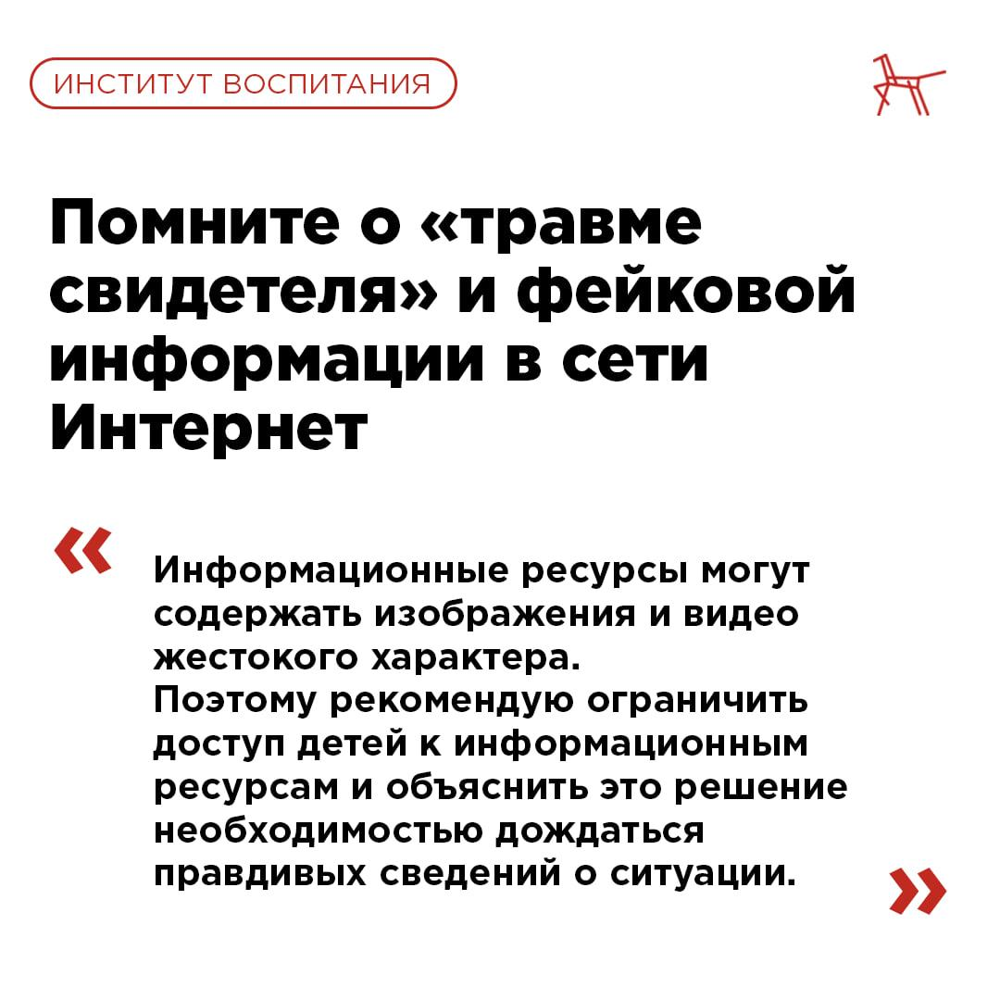 ИНСТИТУТ ВОСПИТАНИЯ
Помните о «травме
свидетеля» и фейковой
информации в сети
Интернет
«
Информационные ресурсы могут
содержать изображения и видео
жестокого характера.
Поэтому рекомендую ограничить
доступ детей к информационным
ресурсам и объяснить это решение
необходимостью дождаться
правдивых сведений о ситуации.
»